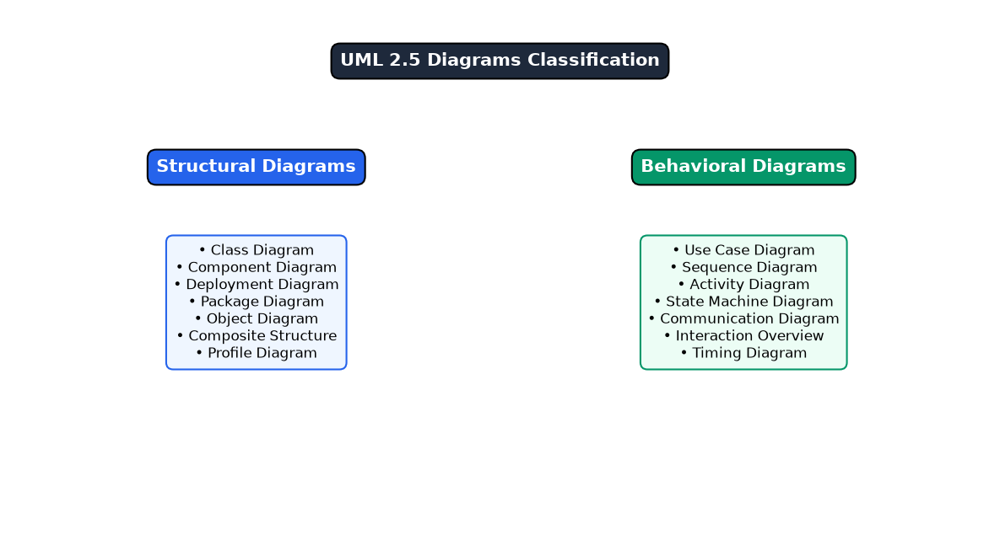 UML 2.5 Diagrams Classification
Structural Diagrams
• Class Diagram
• Component Diagram
• Deployment Diagram
• Package Diagram
• Object Diagram
• Composite Structure
• Profile Diagram
Behavioral Diagrams
• Use Case Diagram
• Sequence Diagram
• Activity Diagram
• State Machine Diagram
• Communication Diagram
• Interaction Overview
• Timing Diagram